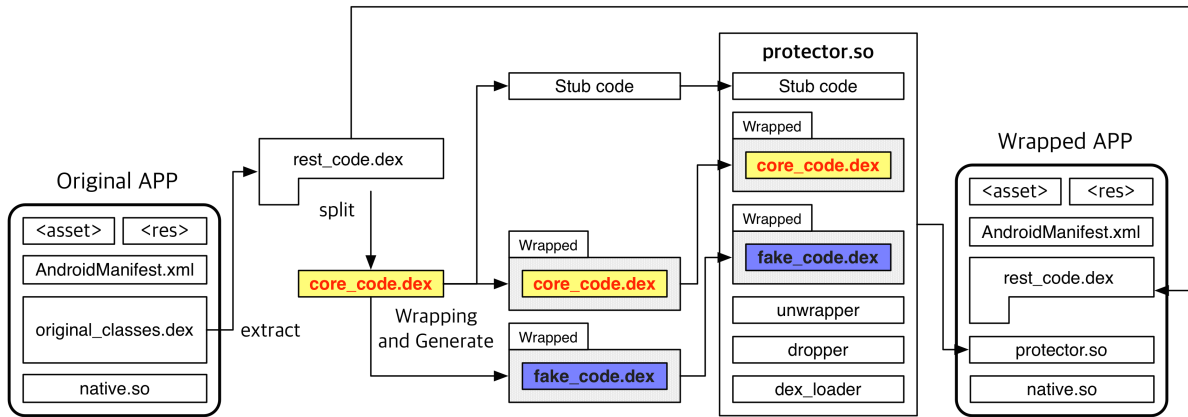 Original APP
<asset>
<res>
AndroidManifest.xml
original_classes.dex
native.so
extract
rest_code.dex
split
core_code.dex
Wrapping
and Generate
Stub code
Wrapped
core_code.dex
Wrapped
fake_code.dex
protector.so
Stub code
Wrapped
core_code.dex
Wrapped
fake_code.dex
unwrapper
dropper
dex_loader
Wrapped APP
<asset>
<res>
AndroidManifest.xml
rest_code.dex
protector.so
native.so